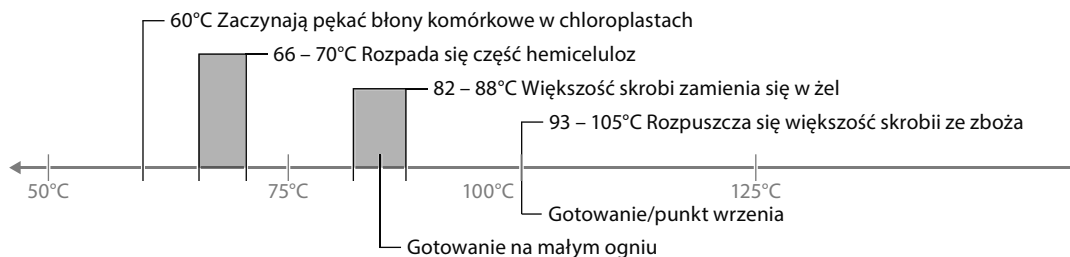 60°C Zaczynają pękać błony komórkowe w chloroplastach
66 – 70°C Rozpada się część hemiceluloz
82 – 88°C Większość skrobi zamienia się w żel
93 – 105°C Rozpuszcza się większość skrobii ze zboża
50°C 75°C 100°C 125°C
Gotowanie/punkt wrzenia
Gotowanie na małym ogniu